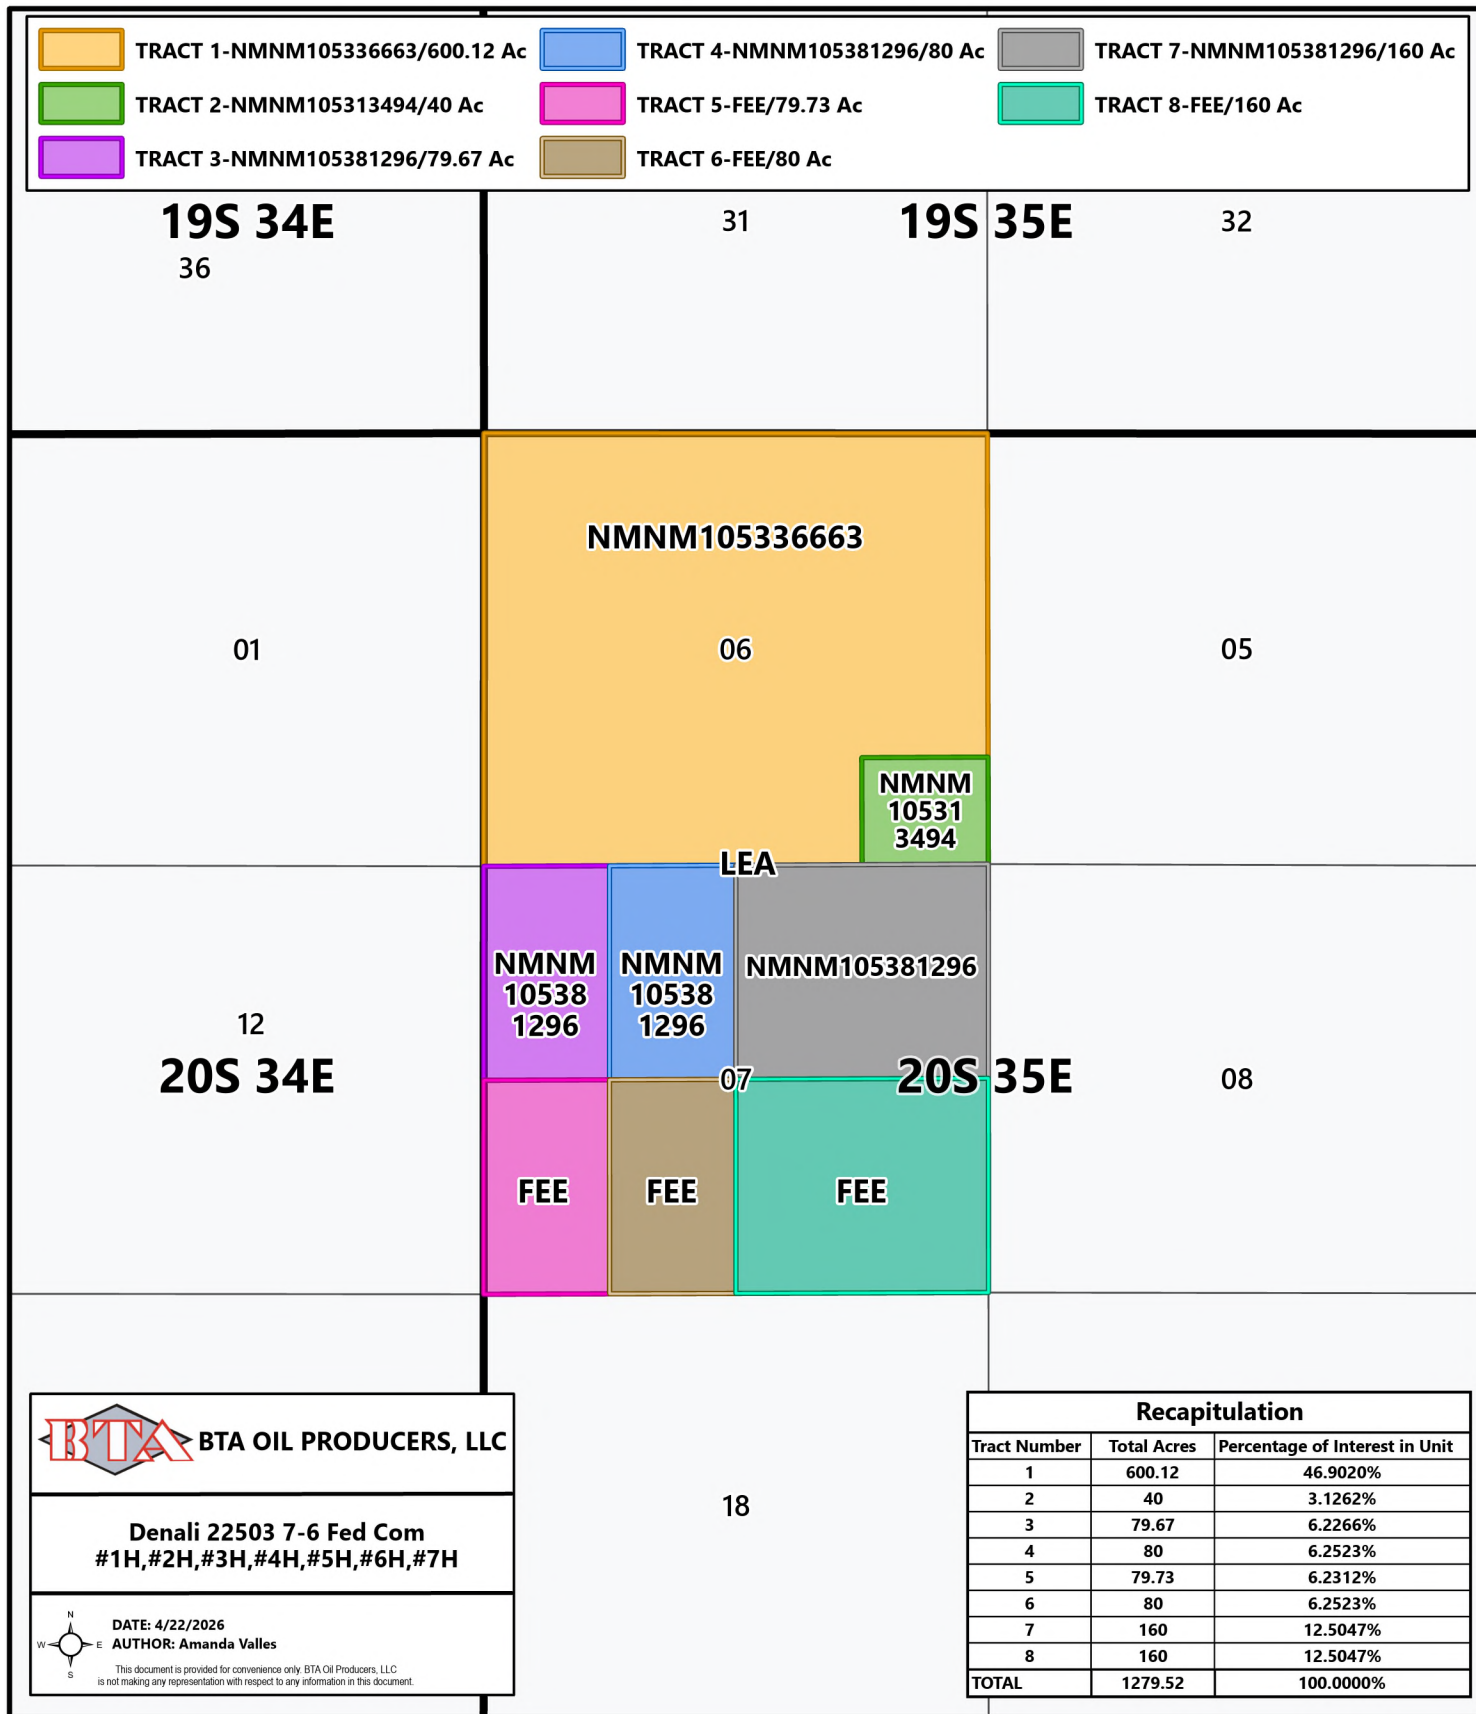 TRACT 1-NMNM105336663/600.12 Ac
TRACT 4-NMNM105381296/80 Ac
TRACT 7-NMNM105381296/160 Ac
TRACT 2-NMNM105313494/40 Ac
TRACT 5-FEE/79.73 Ac
TRACT 8-FEE/160 Ac
TRACT 3-NMNM105381296/79.67 Ac
TRACT 6-FEE/80 Ac
19S 34E
31
19S 35E
32
36
NMNM105336663
01
06
05
NMNM
10531
3494
LEA
NMNM
10538
1296
NMNM
10538
1296
NMNM105381296
12
20S 34E
07
20S 35E
08
FEE
FEE
FEE
18
BTA
BTA OIL PRODUCERS, LLC
Denali 22503 7-6 Fed Com
#1H,#2H,#3H,#4H,#5H,#6H,#7H
N
W
E
S
DATE: 4/22/2026
AUTHOR: Amanda Valles
This document is provided for convenience only. BTA Oil Producers, LLC
is not making any representation with respect to any information in this document.
Recapitulation
Tract Number Total Acres Percentage of Interest in Unit
1 600.12 46.9020%
2 40 3.1262%
3 79.67 6.2266%
4 80 6.2523%
5 79.73 6.2312%
6 80 6.2523%
7 160 12.5047%
8 160 12.5047%
TOTAL 1279.52 100.0000%